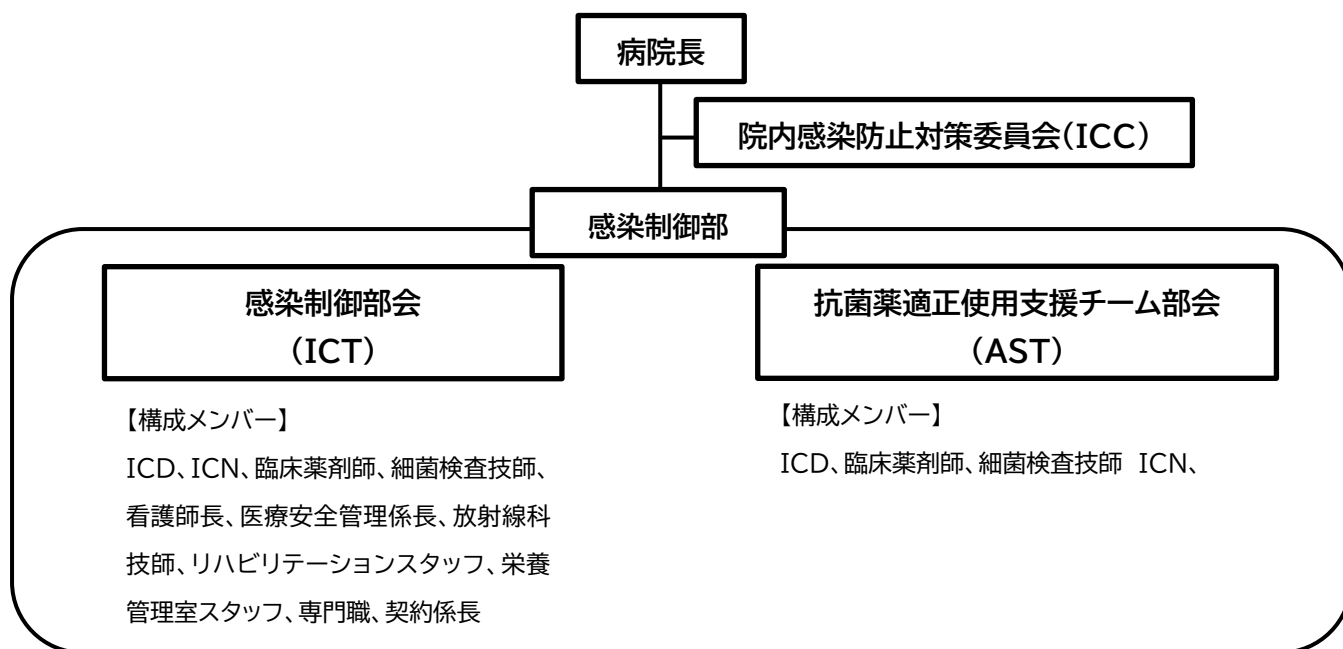 病院長
院内感染防止対策委員会(ICC)
感染制御部
感染制御部会
(ICT)
【構成メンバー】
ICD、ICN、臨床薬剤師、細菌検査技師、
看護師長、医療安全管理係長、放射線科
技師、リハビリテーションスタッフ、栄養
管理室スタッフ、専門職、契約係長
抗菌薬適正使用支援チーム部会
(AST)
【構成メンバー】
ICD、臨床薬剤師、細菌検査技師　ICN、